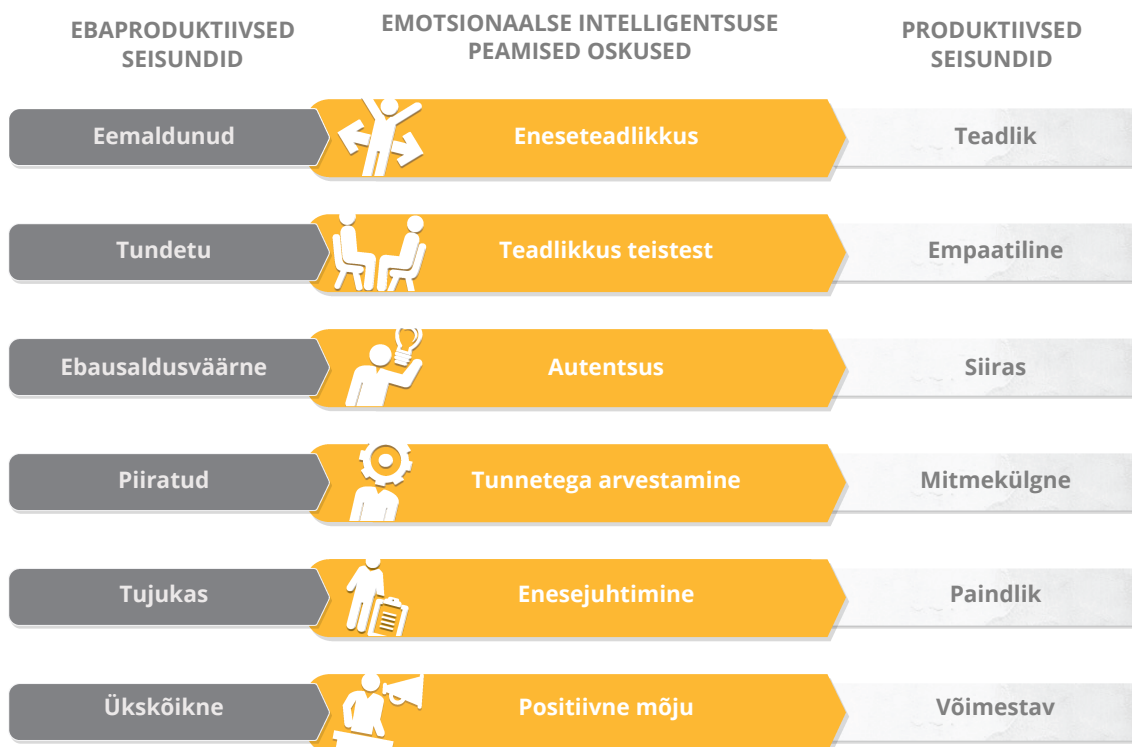 EBAPRODUKTIIVSED
SEISUNDID
EMOTSIONAALSE INTELLIGENTSUSE
PEAMISED OSKUSED
PRODUKTIIVSED
SEISUNDID
Eemaldunud
Eneseteadlikkus
Teadlik
Tundetu
Teadlikkus teistest
Empaatiline
Ebausaldusväärne
Autentsus
Siiras
Piiratud
Tunnetega arvestamine
Mitmekülgne
Tujukas
Enesejuhtimine
Paindlik
Ükskõikne
Positiivne mõju
Võimestav